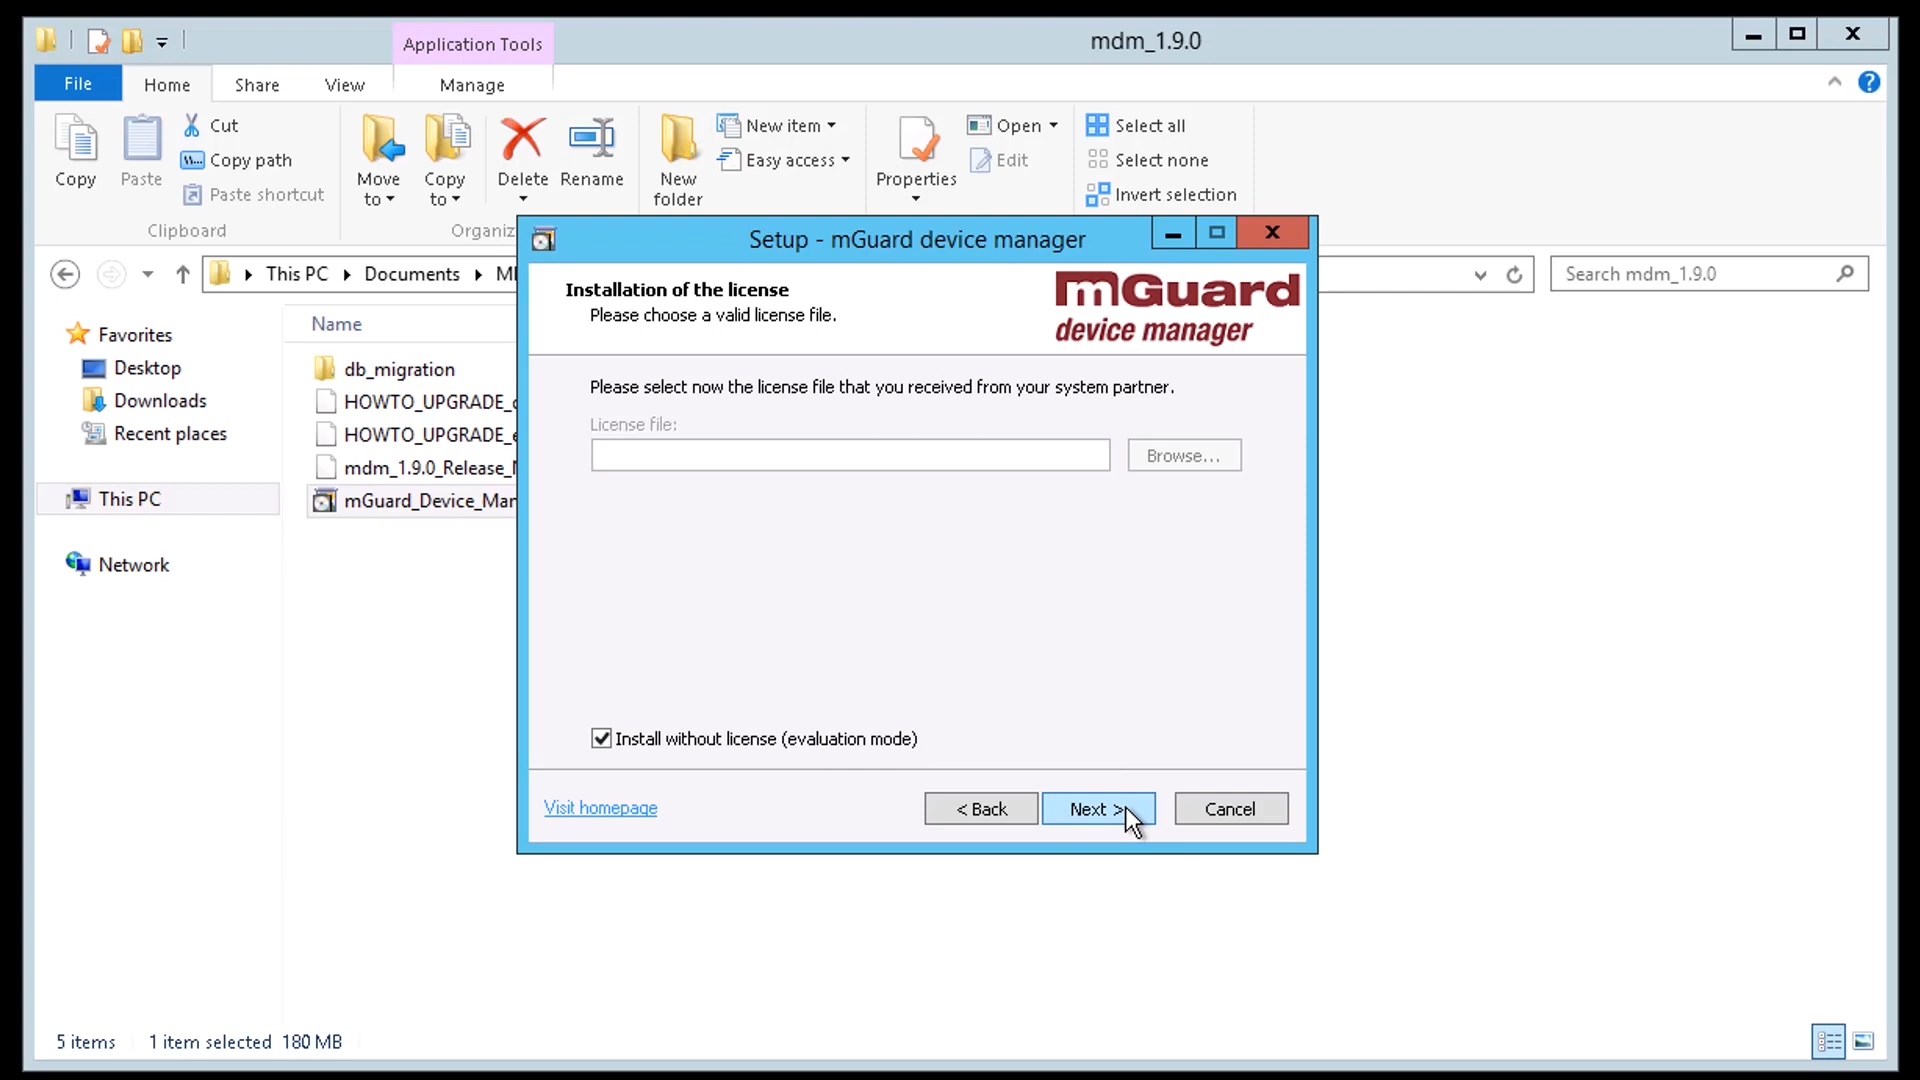 mdm_1.9.0
Application Tools
File
Home
Share
View
Manage
Copy
Paste
Cut
Copy path
Paste shortcut
Clipboard
Move to
Copy to
Delete
Rename
Organiz
New folder
New item
Easy access
Properties
Open
Edit
Select all
Select none
Invert selection
This PC
Documents
Search mdm_1.9.0
Favorites
Desktop
Downloads
Recent places
This PC
Network
Name
db_migration
HOWTO_UPGRADE_
HOWTO_UPGRADE_
mdm_1.9.0_Release_
mGuard_Device_Man
Setup - mGuard device manager
Installation of the license
Please choose a valid license file.
mGuard
device manager
Please select now the license file that you received from your system partner.
License file:
Browse...
Install without license (evaluation mode)
Visit homepage
< Back
Next >
Cancel
5 items
1 item selected 180 MB